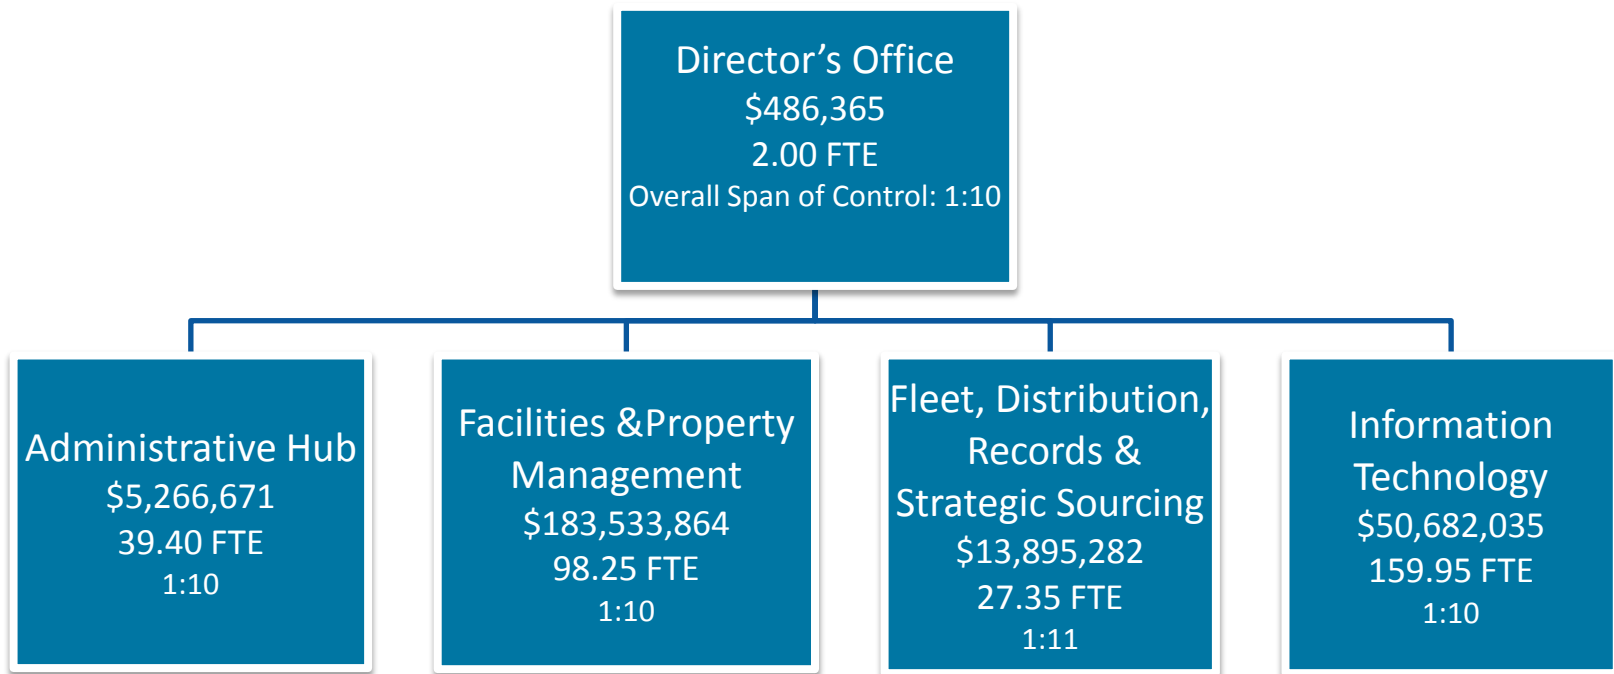 Director’s Office
$486,365
2.00 FTE
Overall Span of Control: 1:10
Administrative Hub
$5,266,671
39.40 FTE
1:10
Facilities &Property
Management
$183,533,864
98.25 FTE
1:10
Fleet, Distribution,
Records &
Strategic Sourcing
$13,895,282
27.35 FTE
1:11
Information
Technology
$50,682,035
159.95 FTE
1:10